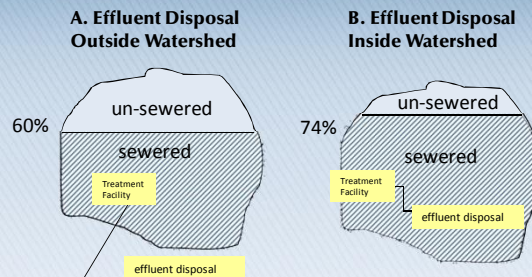 A. Effluent Disposal
Outside Watershed
un-sewered
60%
sewered
Treatment
Facility
effluent disposal
B. Effluent Disposal
Inside Watershed
un-sewered
74%
sewered
Treatment
Facility
effluent disposal